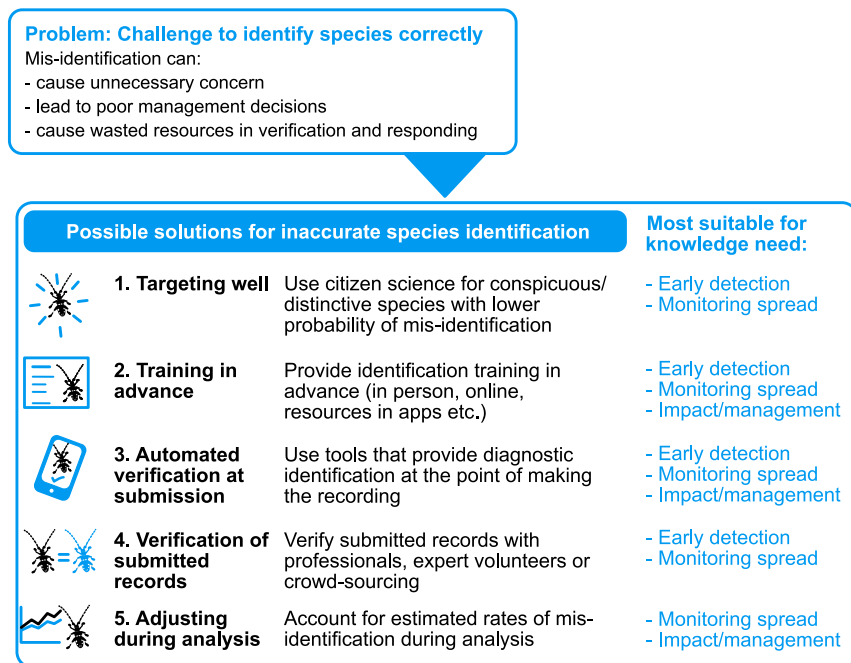 Problem: Challenge to identify species correctly
Mis-identification can:
- cause unnecessary concern
- lead to poor management decisions
- cause wasted resources in verification and responding
Possible solutions for inaccurate species identification
Most suitable for
knowledge need:
1. Targeting well
Use citizen science for conspicuous/
distinctive species with lower
probability of mis-identification
- Early detection
- Monitoring spread
2. Training in
advance
Provide identification training in
advance (in person, online,
resources in apps etc.)
- Early detection
- Monitoring spread
- Impact/management
3. Automated
verification at
submission
Use tools that provide diagnostic
identification at the point of making
the recording
- Early detection
- Monitoring spread
- Impact/management
4. Verification of
submitted
records
Verify submitted records with
professionals, expert volunteers or
crowd-sourcing
- Early detection
- Monitoring spread
5. Adjusting
during analysis
Account for estimated rates of mis-
identification during analysis
- Monitoring spread
- Impact/management